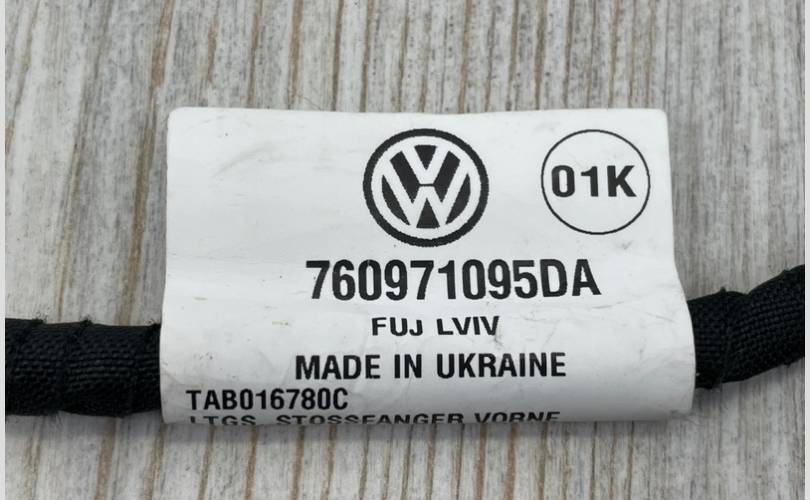 01K
760971095DA
FUJ LVIV
MADE IN UKRAINE
TAB016780C
LTGS. STOSSFANGER VORNE